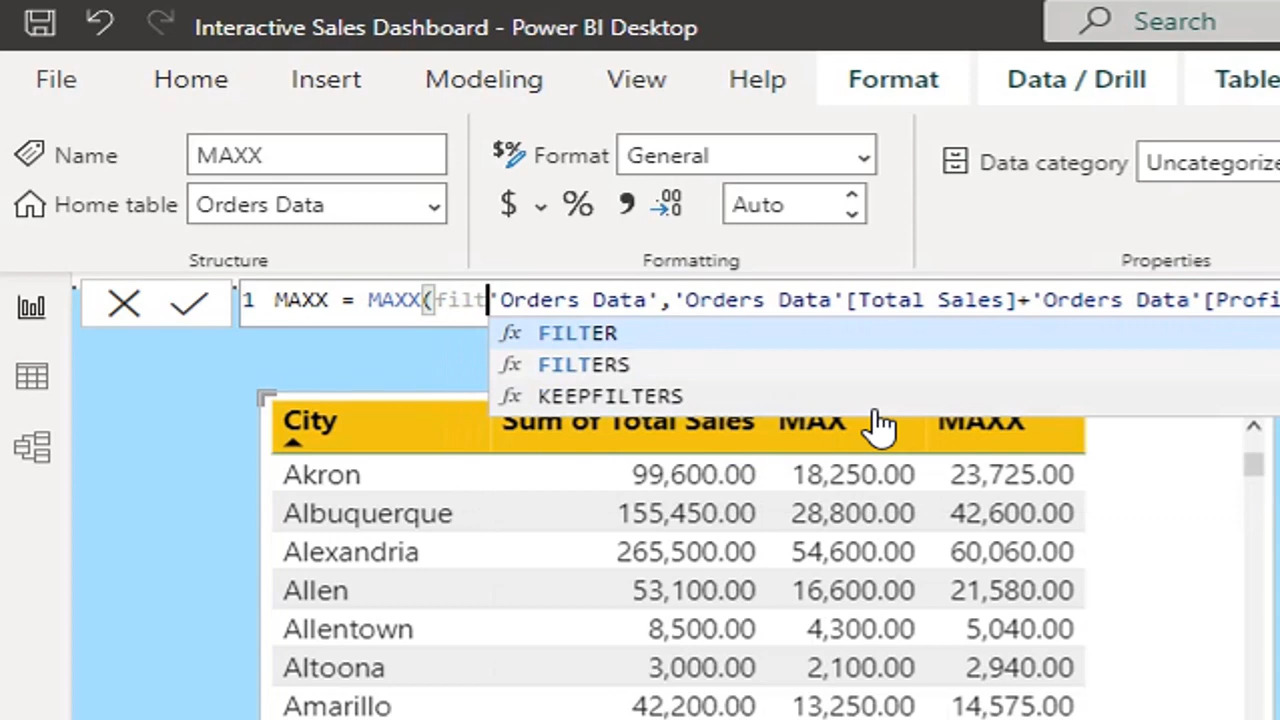 Interactive Sales Dashboard - Power BI Desktop
Search
File Home Insert Modeling View Help Format Data / Drill Table
Name MAXX
Home table Orders Data
Structure
$% Format General
$ % , .00 Auto
Formatting
Data category Uncategorize
Properties
1 MAXX = MAXX(filt'Orders Data','Orders Data'[Total Sales]+'Orders Data'[Profi
fx FILTER
fx FILTERS
fx KEEPFILTERS
City Sum of Total Sales MAX MAXX
Akron 99,600.00 18,250.00 23,725.00
Albuquerque 155,450.00 28,800.00 42,600.00
Alexandria 265,500.00 54,600.00 60,060.00
Allen 53,100.00 16,600.00 21,580.00
Allentown 8,500.00 4,300.00 5,040.00
Altoona 3,000.00 2,100.00 2,940.00
Amarillo 42,200.00 13,250.00 14,575.00